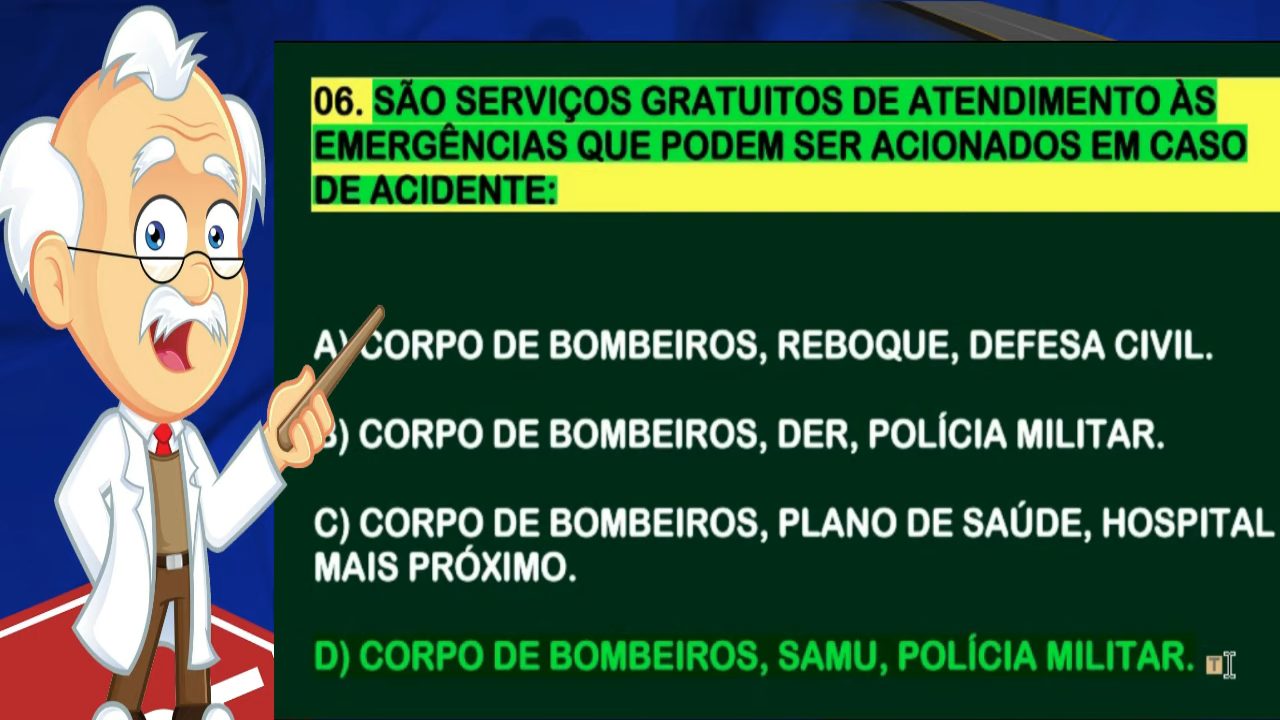 06. SÃO SERVIÇOS GRATUITOS DE ATENDIMENTO ÀS
EMERGÊNCIAS QUE PODEM SER ACIONADOS EM CASO
DE ACIDENTE:
A) CORPO DE BOMBEIROS, REBOQUE, DEFESA CIVIL.
B) CORPO DE BOMBEIROS, DER, POLÍCIA MILITAR.
C) CORPO DE BOMBEIROS, PLANO DE SAÚDE, HOSPITAL
MAIS PRÓXIMO.
D) CORPO DE BOMBEIROS, SAMU, POLÍCIA MILITAR.
T